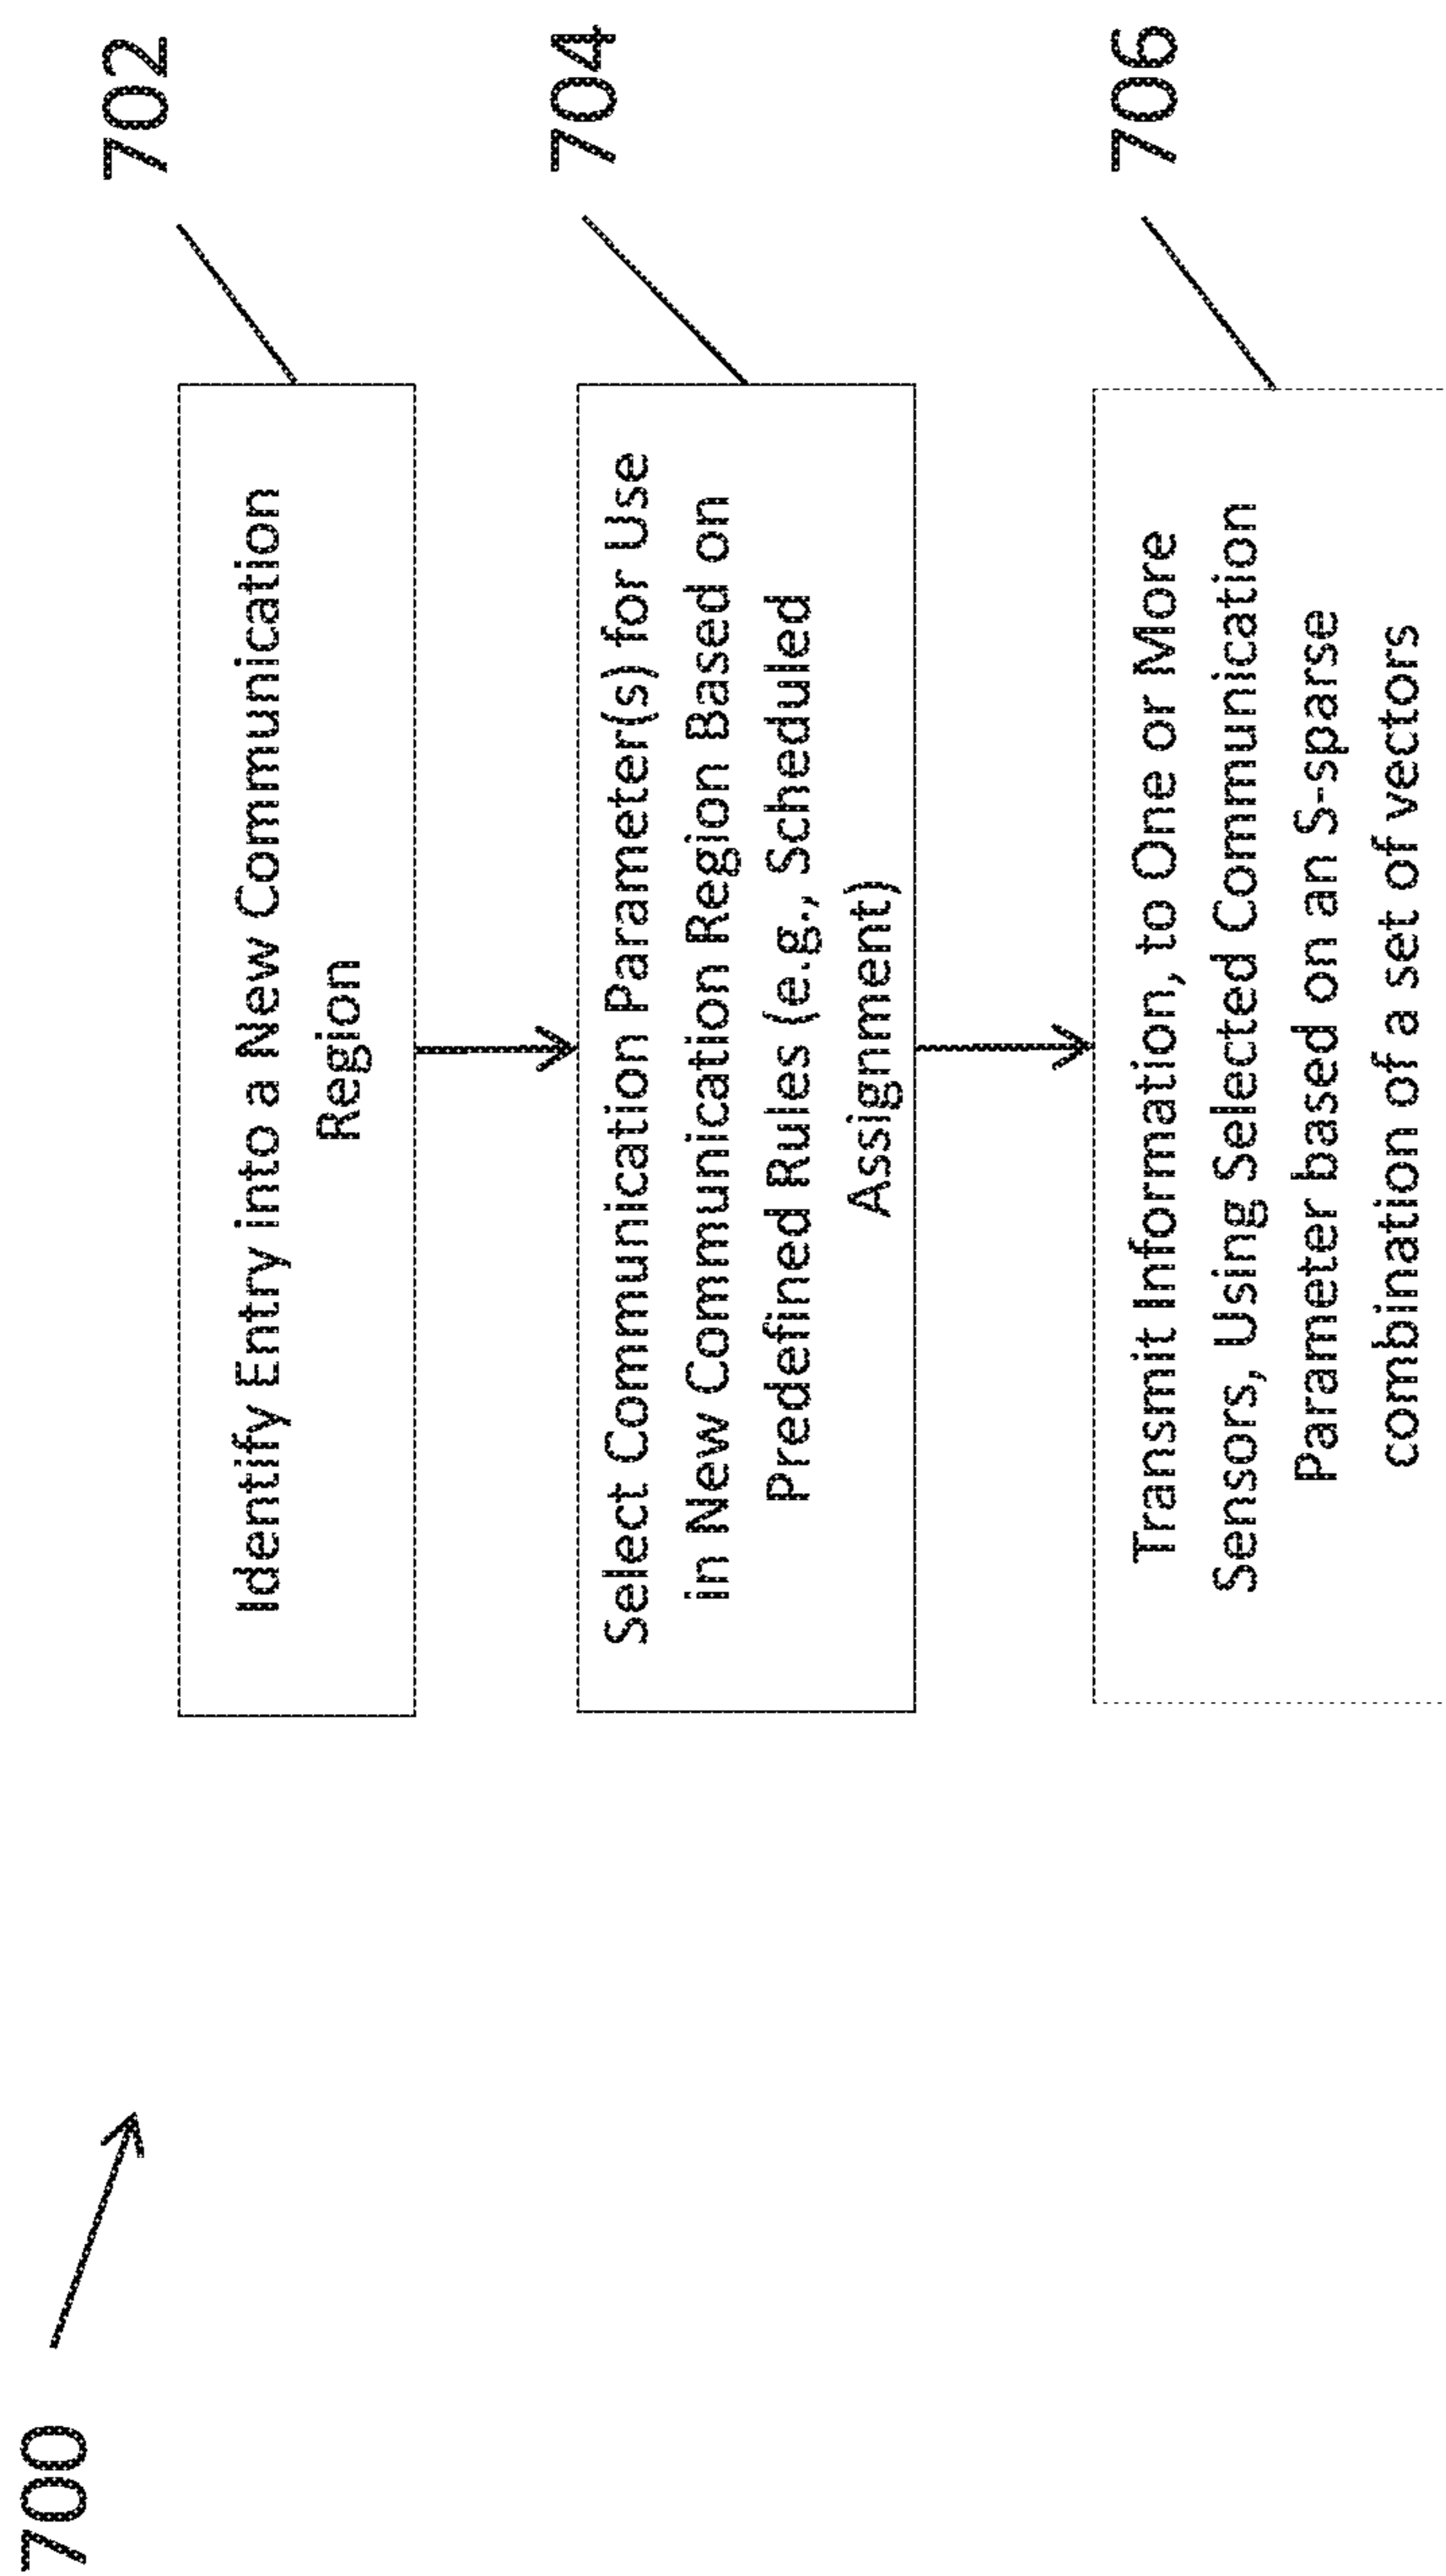 700
702
Identify Entry into a New Communication
Region
704
Select Communication Parameter(s) for Use
in New Communication Region Based on
Predefined Rules (e.g., Scheduled
Assignment)
706
Transmit Information, to One or More
Sensors, Using Selected Communication
Parameter based on an S-sparse
combination of a set of vectors